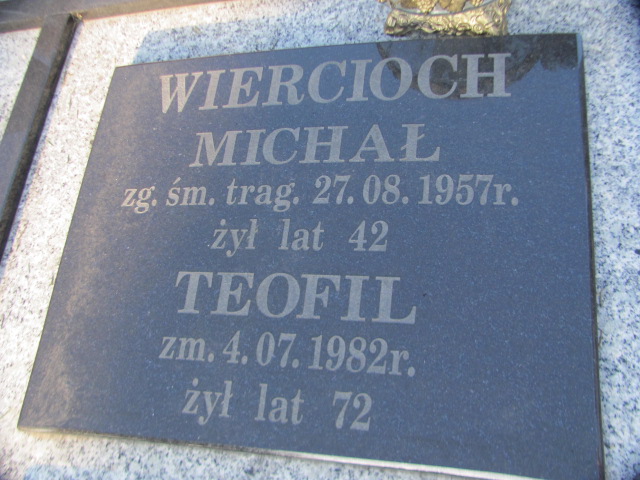 WIERCIOCH
MICHAŁ
zg. śm. trag. 27.08.1957r.
żył lat 42
TEOFIL
zm. 4.07.1982r.
żył lat 72